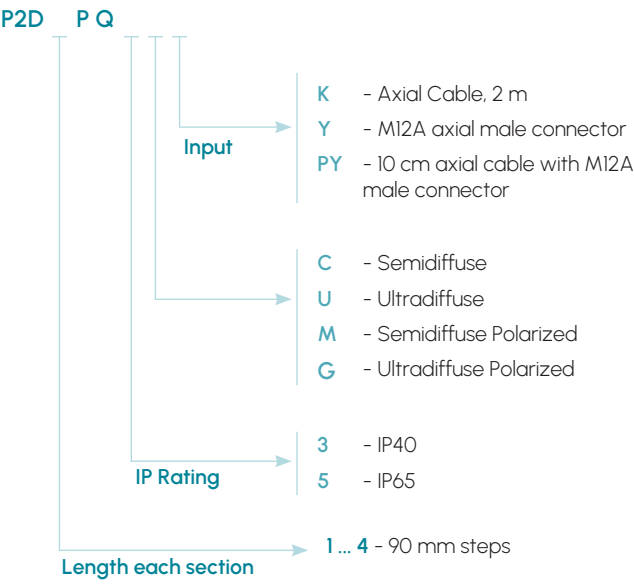 P2D P Q
K - Axial Cable, 2 m
Y - M12A axial male connector
Input
PY - 10 cm axial cable with M12A
male connector
C - Semidiffuse
U - Ultradiffuse
M - Semidiffuse Polarized
G - Ultradiffuse Polarized
3 - IP40
IP Rating
5 - IP65
1 ... 4 - 90 mm steps
Length each section